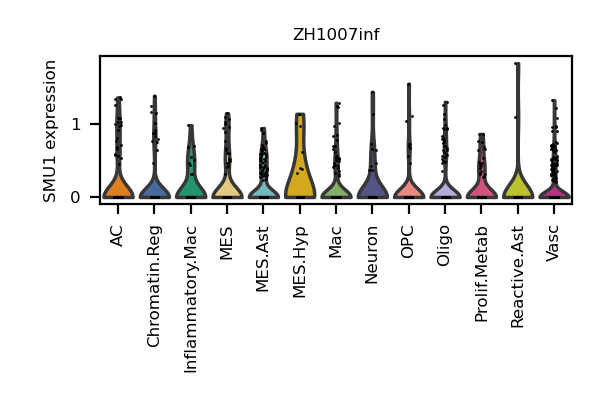 ZH1007inf
SMU1 expression
1
0
AC
Chromatin.Reg
Inflammatory.Mac
MES
MES.Ast
MES.Hyp
Mac
Neuron
OPC
Oligo
Prolif.Metab
Reactive.Ast
Vasc